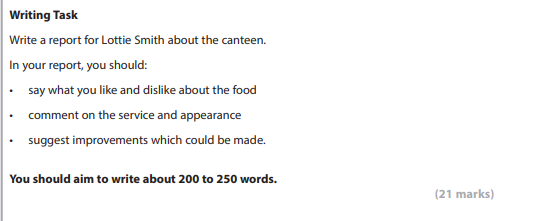 Writing Task
Write a report for Lottie Smith about the canteen.
In your report, you should:
• say what you like and dislike about the food
• comment on the service and appearance
• suggest improvements which could be made.
You should aim to write about 200 to 250 words.
(21 marks)